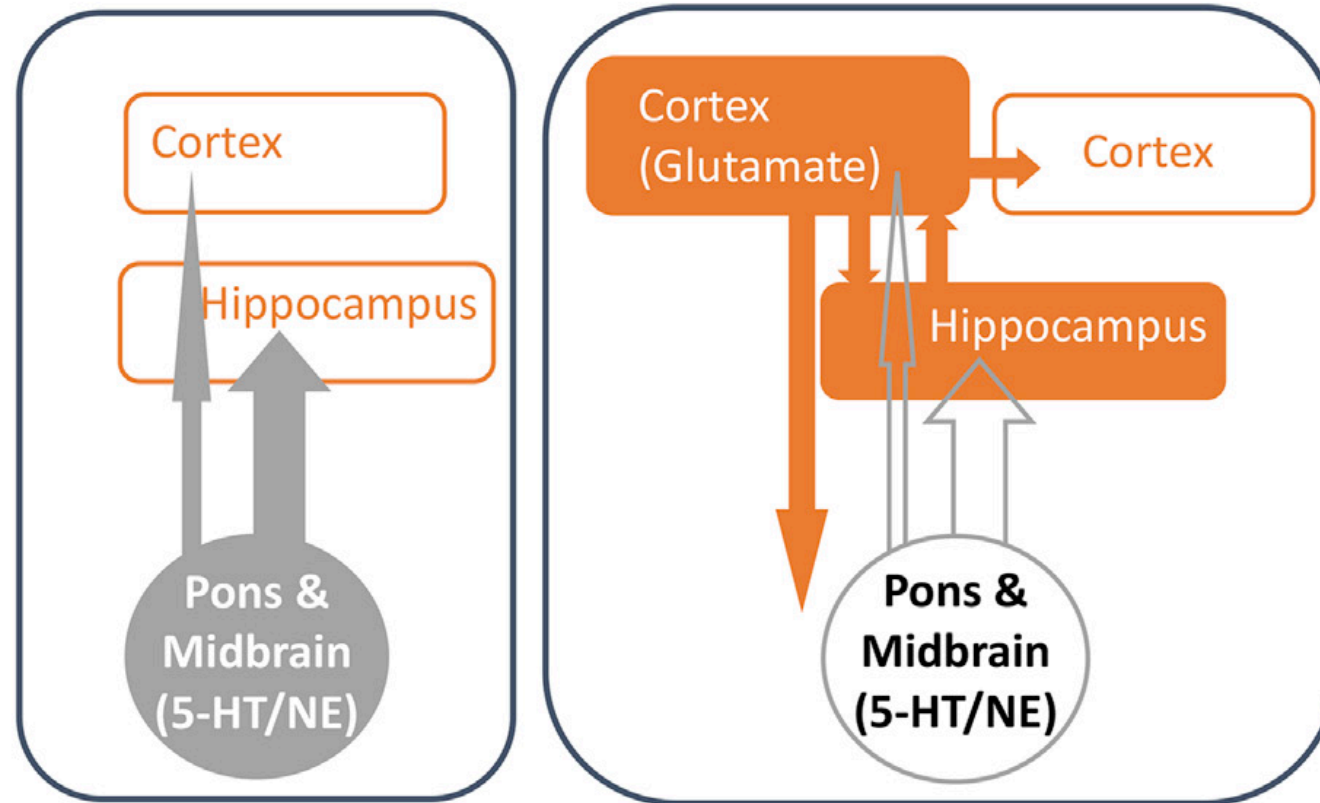 Cortex
Hippocampus
Pons &
Midbrain
(5-HT/NE)
Cortex
(Glutamate)
Cortex
Hippocampus
Pons &
Midbrain
(5-HT/NE)